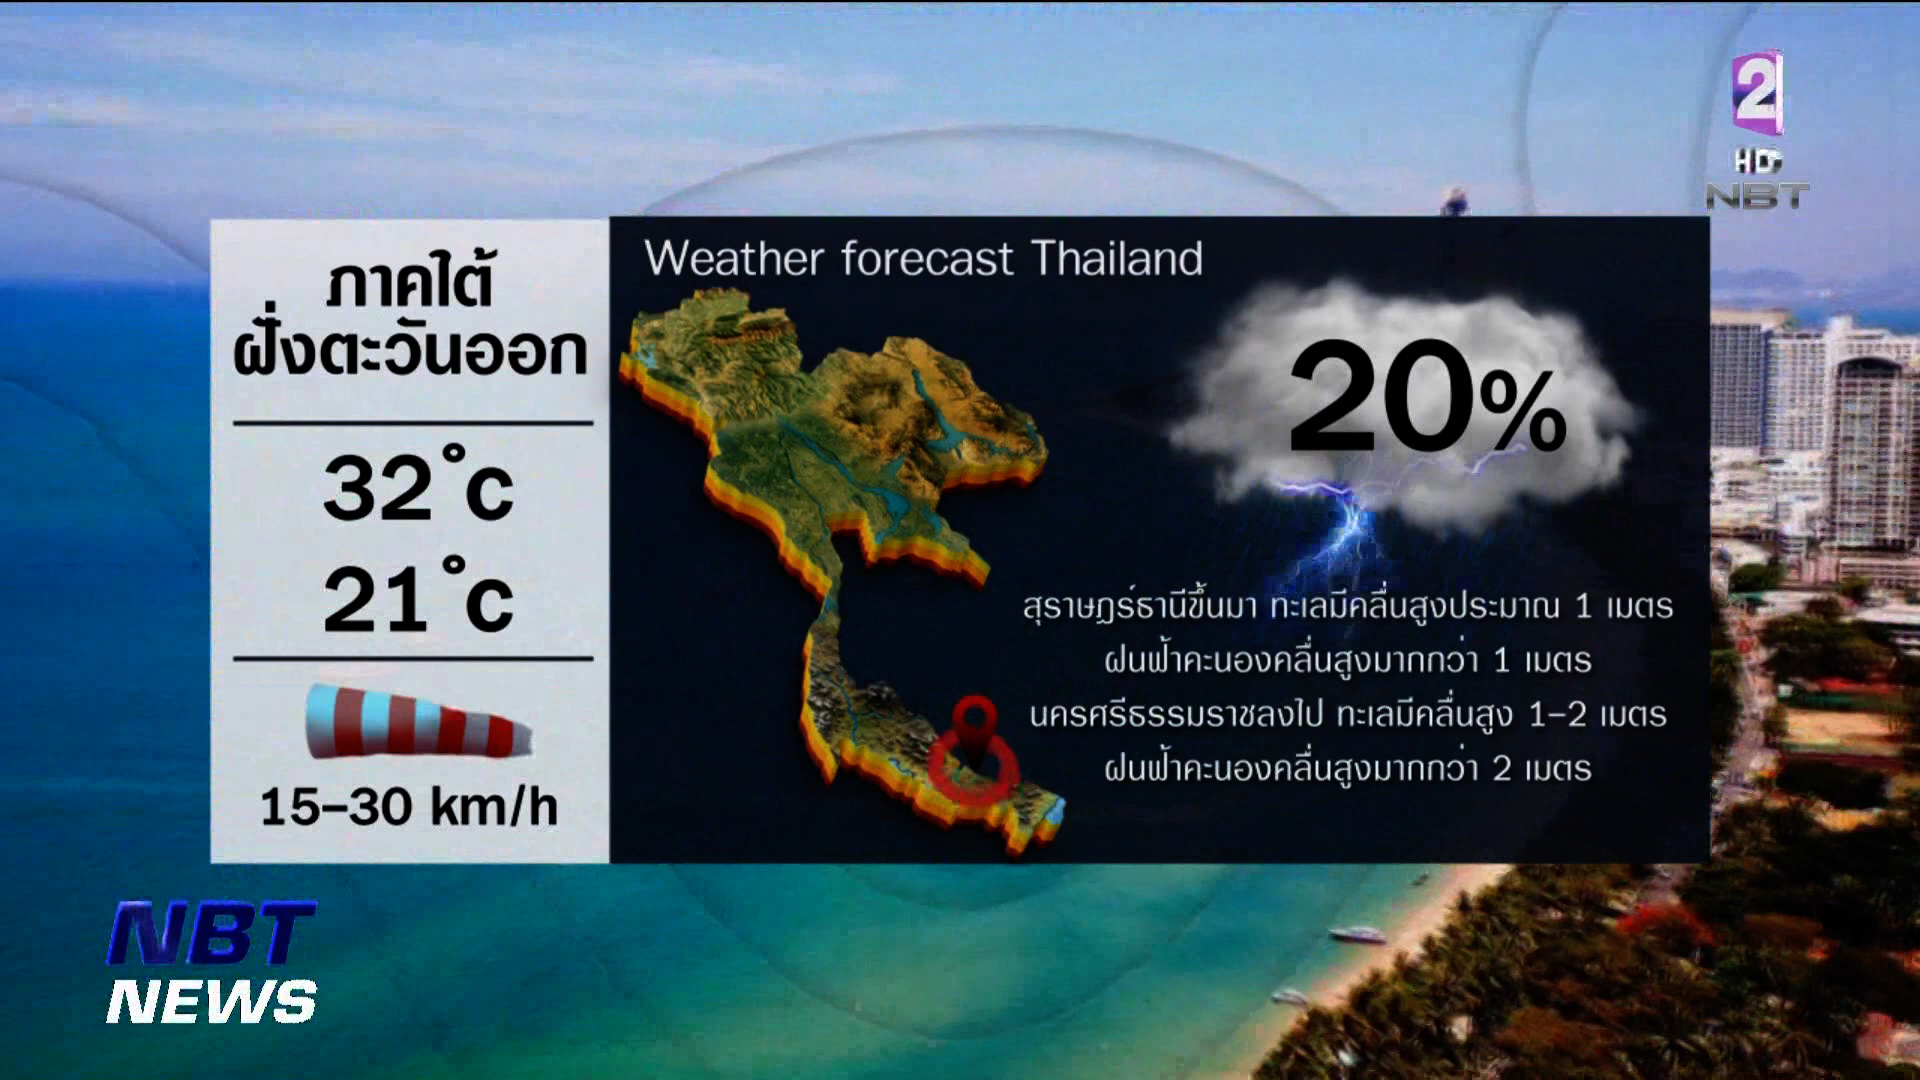 2
HD
NBT
ภาคใต้
ฝั่งตะวันออก
32°c
21°c
15-30 km/h
Weather forecast Thailand
20%
สุราษฎร์ธานีขึ้นมา ทะเลมีคลื่นสูงประมาณ 1 เมตร
ฝนฟ้าคะนองคลื่นสูงมากกว่า 1 เมตร
นครศรีธรรมราชลงไป ทะเลมีคลื่นสูง 1-2 เมตร
ฝนฟ้าคะนองคลื่นสูงมากกว่า 2 เมตร
NBT
NEWS